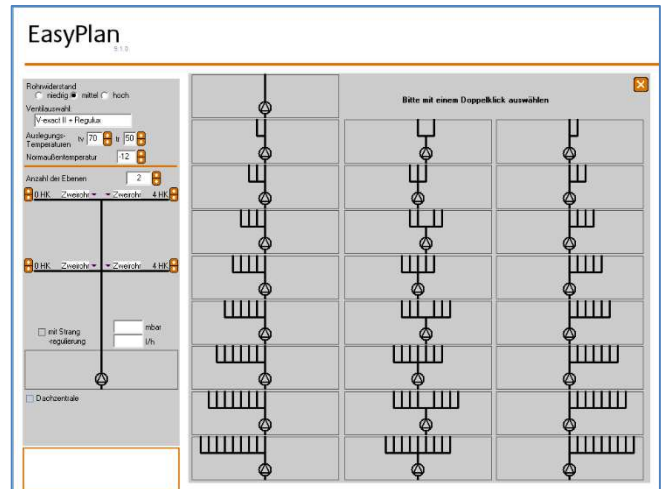 EasyPlan
9.1.0
Rohrwiderstand
niedrig mittel hoch
Ventilauswahl
V-exact II + Regulux
Auslegungs- tv 70 tr 50
Temperaturen
Normaußentemperatur -12
Anzahl der Ebenen 2
0 HK Zweirohr Zweirohr 4 HK
0 HK Zweirohr Zweirohr 4 HK
mit Strang mbar
-regulierung l/h
Dachzentrale
Bitte mit einem Doppelklick auswählen